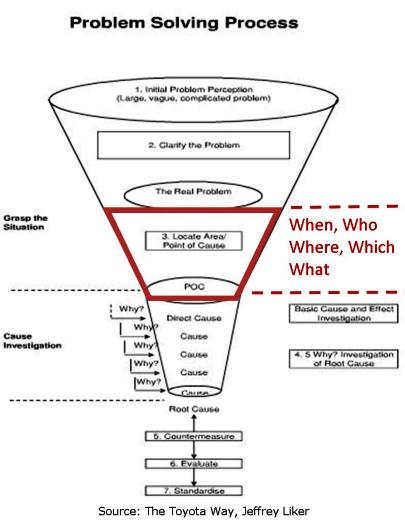 Problem Solving Process
1. Initial Problem Perception
(Large, vague, complicated problem)
2. Clarify the Problem
The Real Problem
Grasp the
Situation
3. Locate Area/
Point of Cause
When, Who
Where, Which
What
POC
Why?
Direct Cause
Basic Cause and Effect
Investigation
Why?
Cause
Cause
Investigation
Why?
Cause
4. 5 Why? Investigation
of Root Cause
Why?
Cause
Why?
Cause
Root Cause
5. Countermeasure
6. Evaluate
7. Standardise
Source: The Toyota Way, Jeffrey Liker